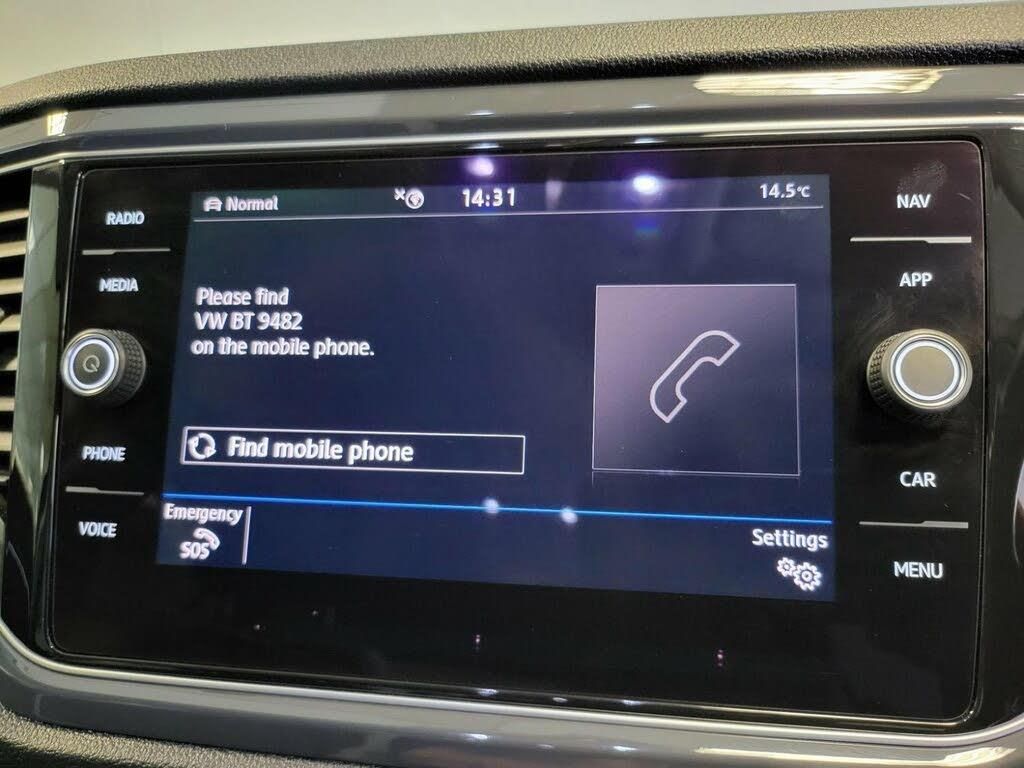 Normal 14:31 14.5°C
RADIO
MEDIA
PHONE
VOICE
Please find
VW BT 9482
on the mobile phone.
Find mobile phone
Emergency
SOS
Settings
NAV
APP
CAR
MENU